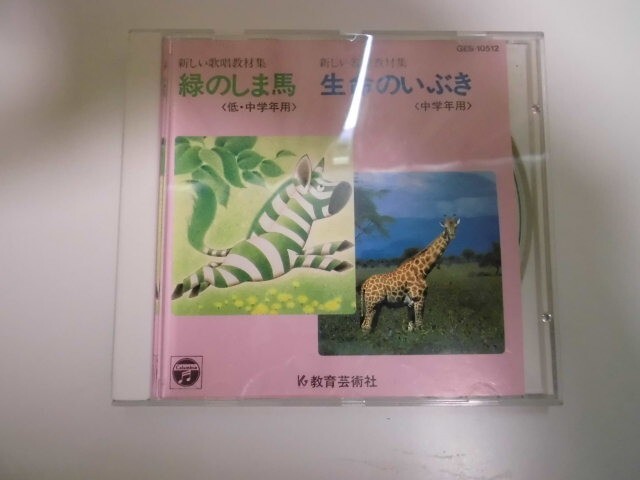 GES-10512
新しい歌唱教材集
緑のしま馬
〈低・中学年用〉
新しい歌唱教材集
生命のいぶき
〈中学年用〉
Columbia
教育芸術社